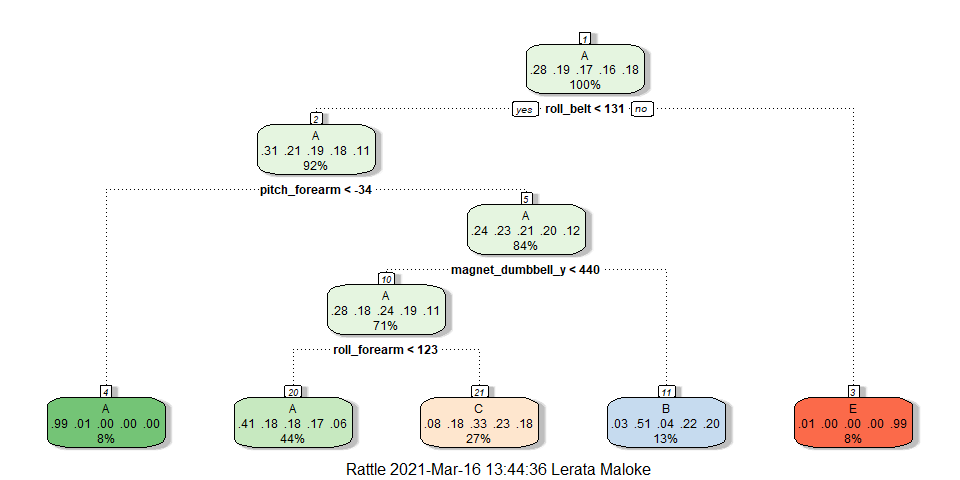 1
A
.28 .19 .17 .16 .18
100%
yes roll_belt < 131 no
2
A
.31 .21 .19 .18 .11
92%
pitch_forearm < -34
5
A
.24 .23 .21 .20 .12
84%
magnet_dumbbell_y < 440
10
A
.28 .18 .24 .19 .11
71%
roll_forearm < 123
4
A
.99 .01 .00 .00 .00
8%
20
A
.41 .18 .18 .17 .06
44%
21
C
.08 .18 .33 .23 .18
27%
11
B
.03 .51 .04 .22 .20
13%
3
E
.01 .00 .00 .00 .99
8%
Rattle 2021-Mar-16 13:44:36 Lerata Maloke